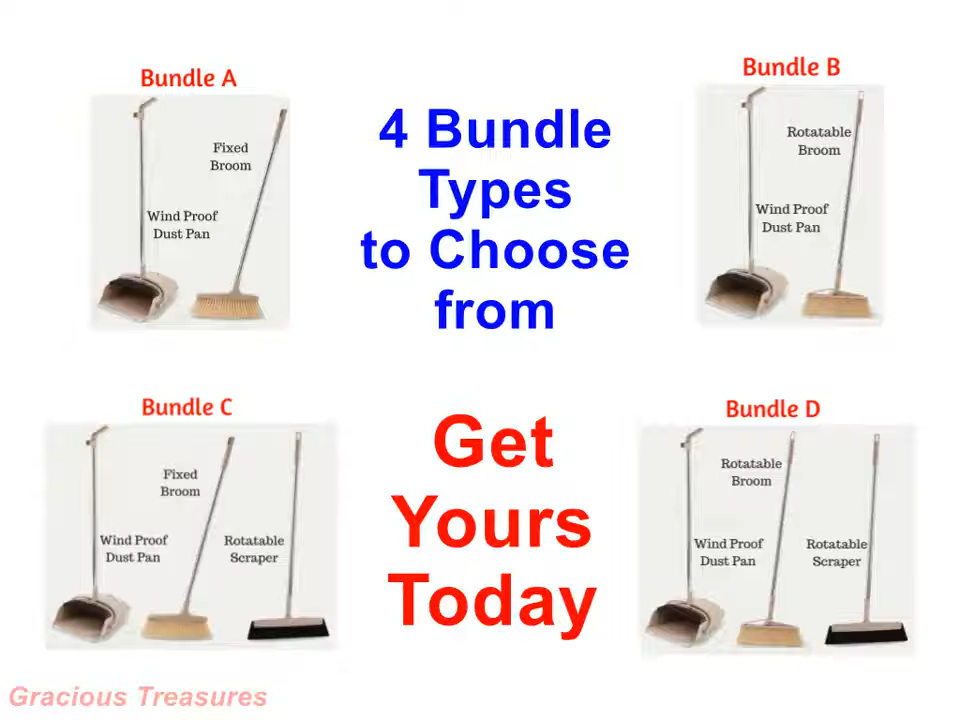 Bundle A
Fixed
Broom
Wind Proof
Dust Pan
4 Bundle
Types
to Choose
from
Bundle B
Rotatable
Broom
Wind Proof
Dust Pan
Bundle C
Fixed
Broom
Wind Proof
Dust Pan
Rotatable
Scraper
Get
Yours
Today
Bundle D
Rotatable
Broom
Wind Proof
Dust Pan
Rotatable
Scraper
Gracious Treasures